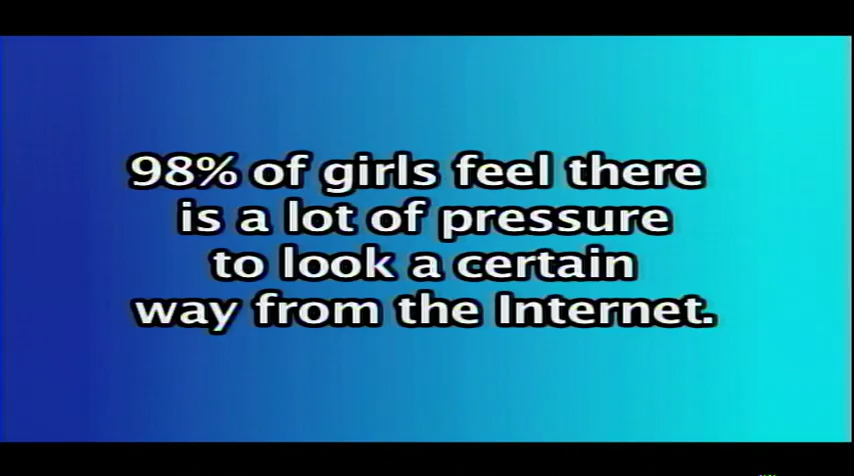 98% of girls feel there
is a lot of pressure
to look a certain
way from the Internet.